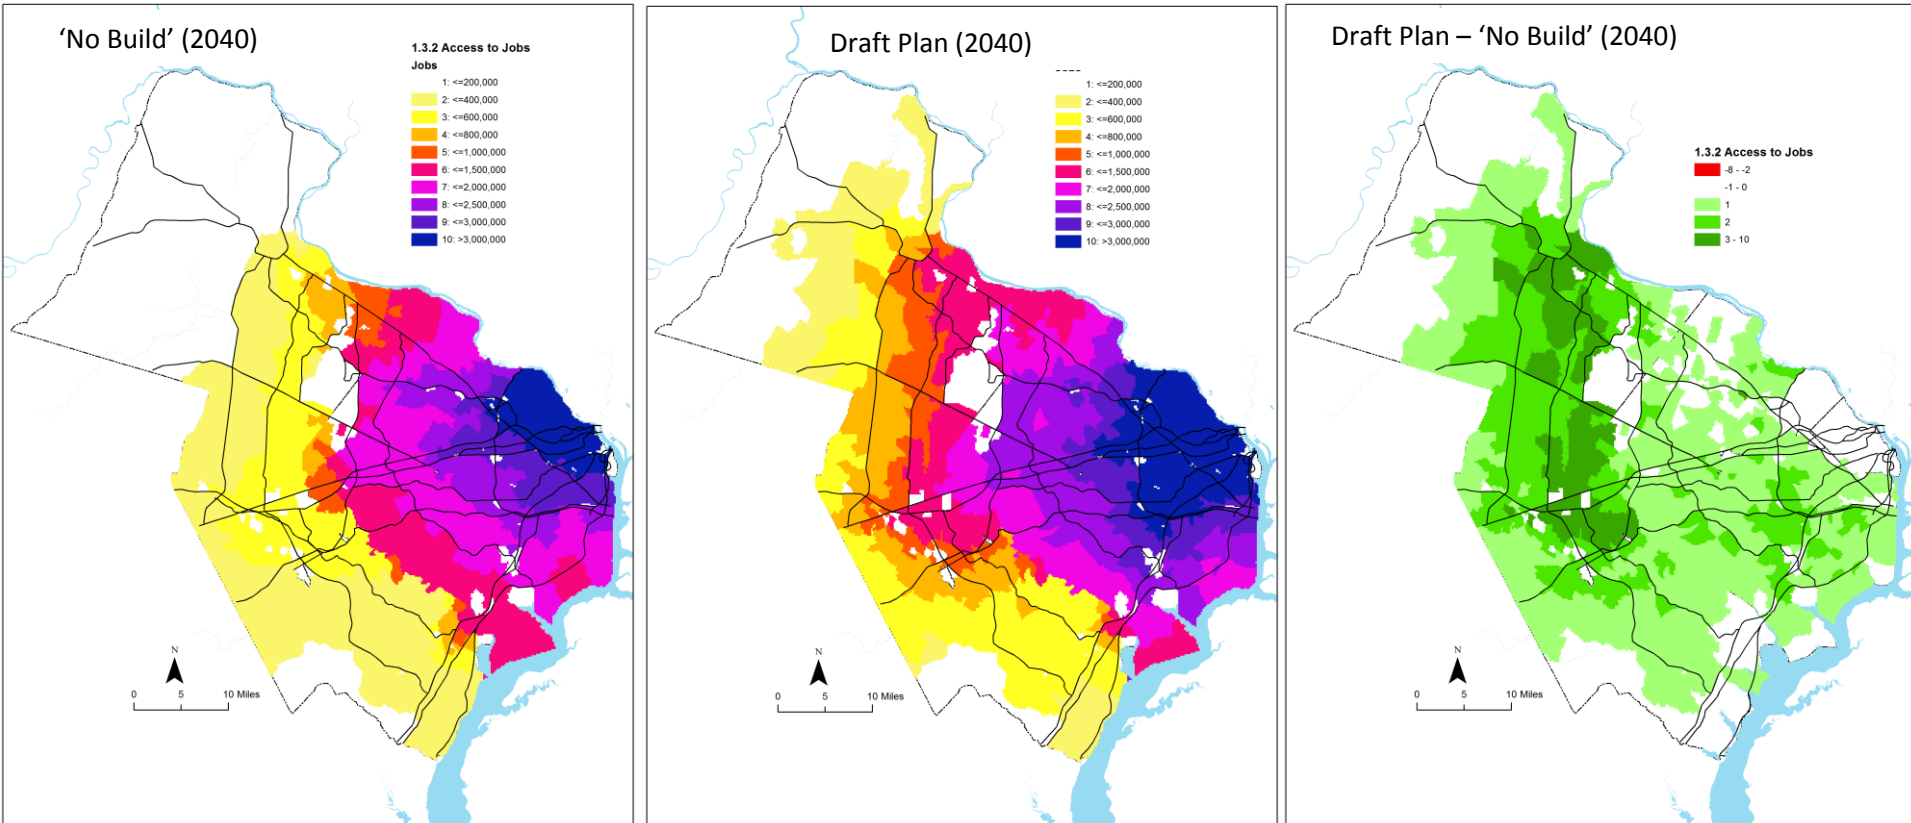 ‘No Build’ (2040)
1.3.2 Access to Jobs
Jobs
1: <=200,000
2: <=400,000
3: <=600,000
4: <=800,000
5: <=1,000,000
6: <=1,500,000
7: <=2,000,000
8: <=2,500,000
9: <=3,000,000
10: >3,000,000
N
0 5 10 Miles
Draft Plan (2040)
1: <=200,000
2: <=400,000
3: <=600,000
4: <=800,000
5: <=1,000,000
6: <=1,500,000
7: <=2,000,000
8: <=2,500,000
9: <=3,000,000
10: >3,000,000
N
0 5 10 Miles
Draft Plan – ‘No Build’ (2040)
1.3.2 Access to Jobs
-8 - -2
-1 - 0
1
2
3 - 10
N
0 5 10 Miles